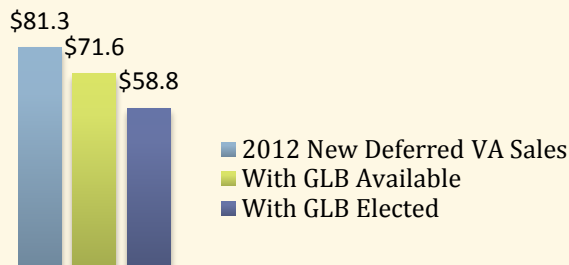 $81.3
$71.6
$58.8
2012 New Deferred VA Sales
With GLB Available
With GLB Elected